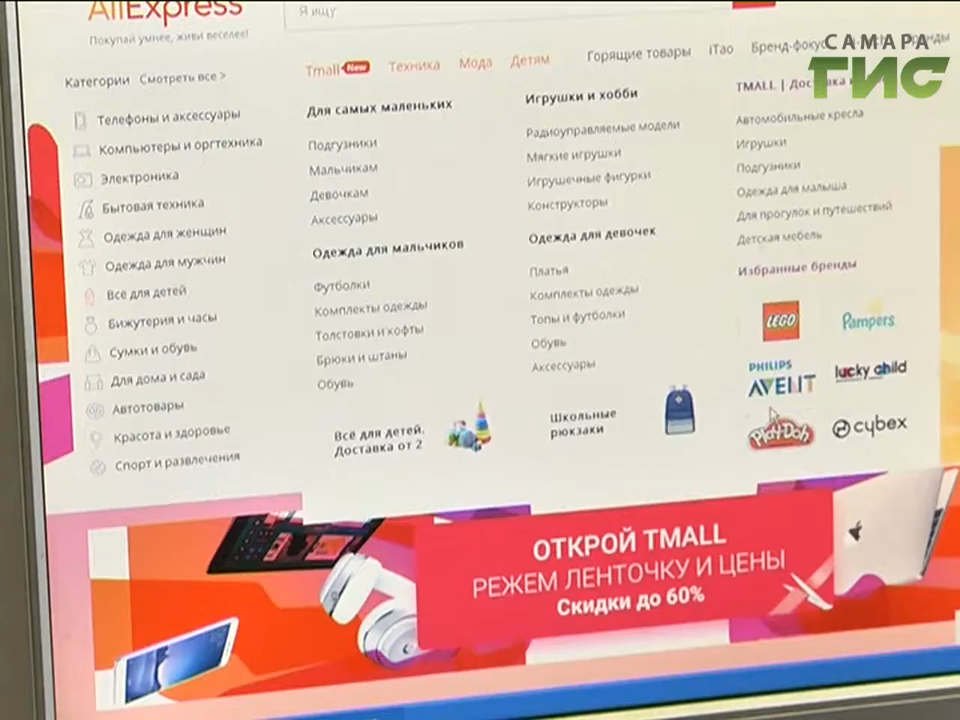 AliExpress
Покупай умнее, живи веселее!
Я ищу
САМАРА
ГИС
Категории Смотреть все >
Tmall New Техника Мода Детям Горящие товары iTao Бренд-фокус
Телефоны и аксессуары
Компьютеры и оргтехника
Электроника
Бытовая техника
Одежда для женщин
Одежда для мужчин
Всё для детей
Бижутерия и часы
Сумки и обувь
Для дома и сада
Автотовары
Красота и здоровье
Спорт и развлечения
Для самых маленьких
Подгузники
Мальчикам
Девочкам
Аксессуары
Одежда для мальчиков
Футболки
Комплекты одежды
Толстовки и кофты
Брюки и штаны
Обувь
Всё для детей.
Доставка от 2
Игрушки и хобби
Радиоуправляемые модели
Мягкие игрушки
Игрушечные фигурки
Конструкторы
Одежда для девочек
Платья
Комплекты одежды
Топы и футболки
Обувь
Аксессуары
Школьные
рюкзаки
TMALL | Доставка
Автомобильные кресла
Игрушки
Подгузники
Одежда для малыша
Для прогулок и путешествий
Детская мебель
Избранные бренды
LEGO Pampers
PHILIPS
AVENT lucky child
Play-Doh cybex
ОТКРОЙ TMALL
РЕЖЕМ ЛЕНТОЧКУ И ЦЕНЫ
Скидки до 60%